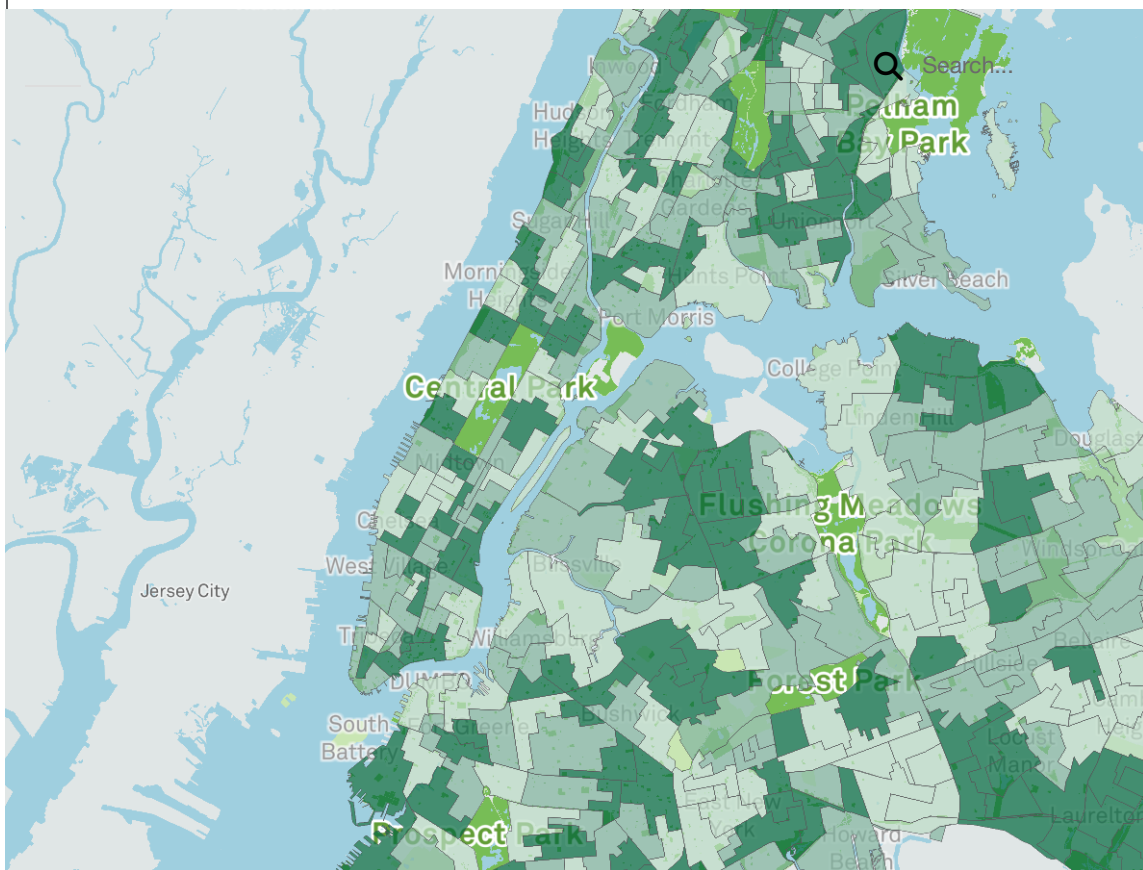 Inwood
Search...
Fordham
Pelham
Bay Park
Hudson
Heights
Tremont
Charlotte
Gardens
Sugar Hill
Unionport
Morningside
Heights
Hunts Point
Silver Beach
Port Morris
College Point
Central Park
Linden Hill
Midtown
Flushing Meadows
Corona Park
Chelsea
West Village
Blissville
Jersey City
Tribeca
Williamsburg
Bellaire
Hillside
DUMBO
Forest Park
South
Battery
Fort Greene
Bushwick
Locust
Manor
East New
York
Laurelton
Prospect Park
Howard
Beach